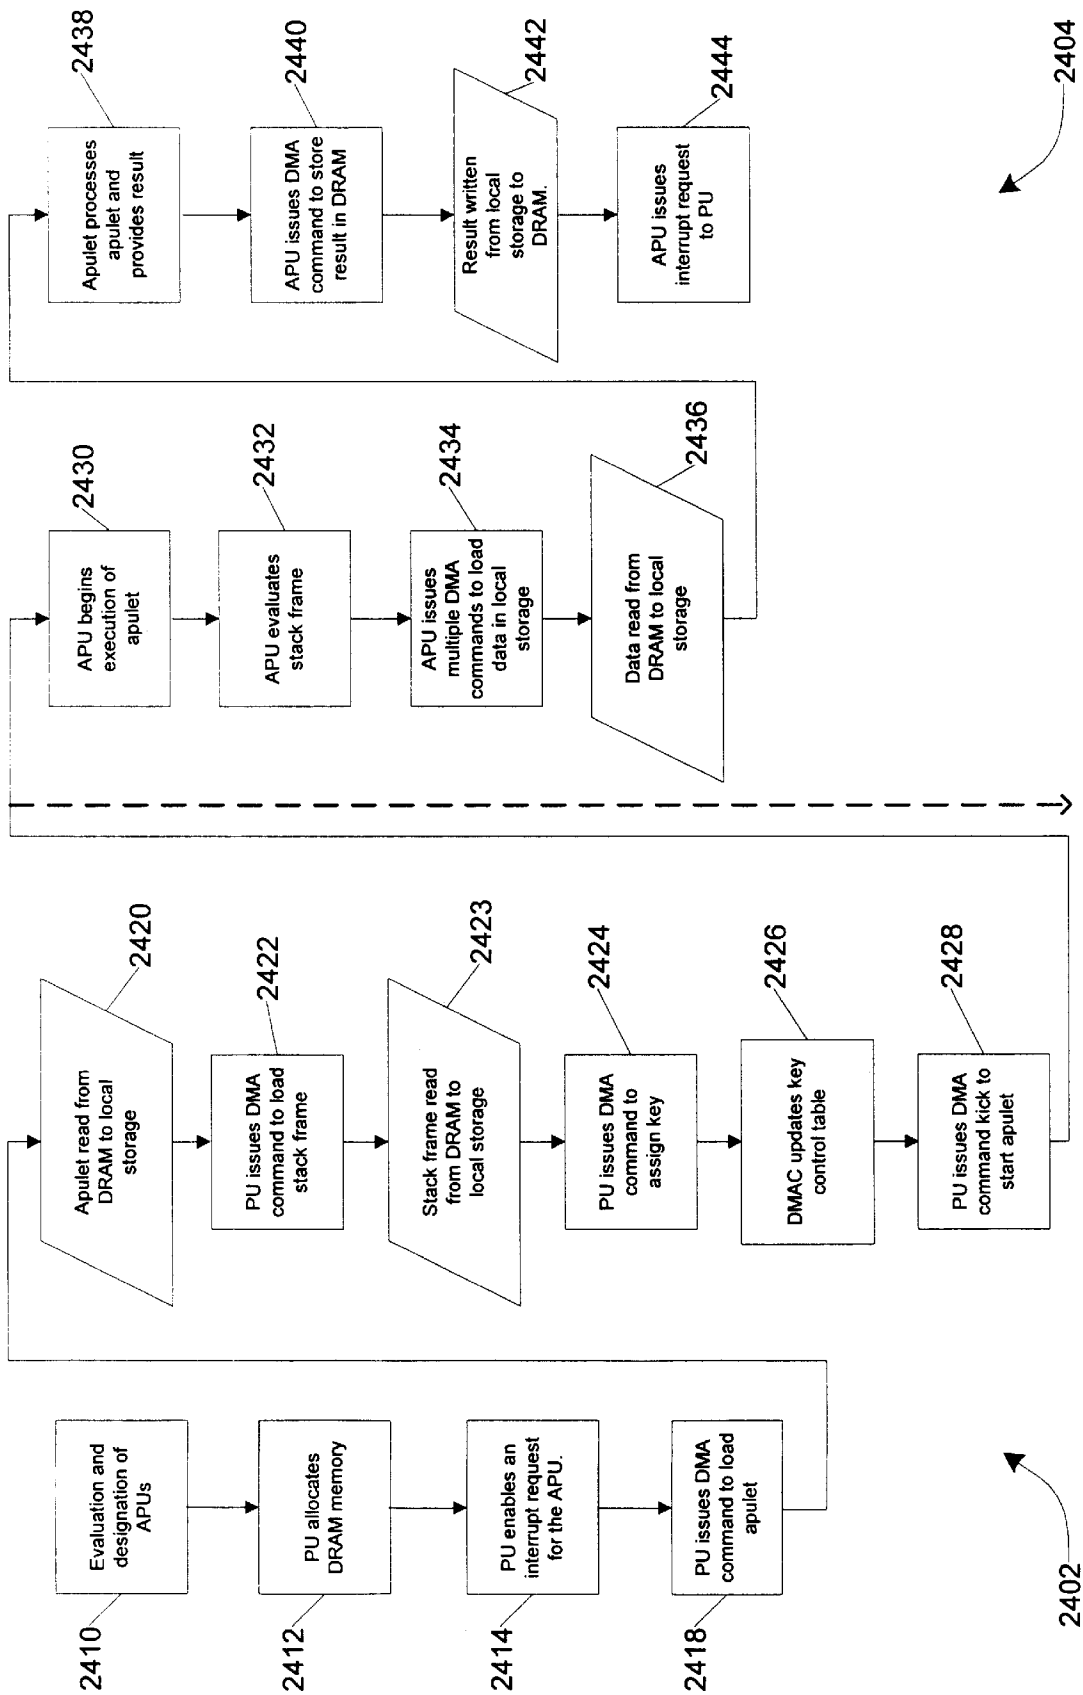 Evaluation and
designation of
APUs
2410
PU allocates
DRAM memory
2412
PU enables an
interrupt request
for the APU.
2414
PU issues DMA
command to load
apulet
2418
2402
Apulet read from
DRAM to local
storage
2420
PU issues DMA
command to load
stack frame
2422
Stack frame read
from DRAM to
local storage
2423
PU issues DMA
command to
assign key
2424
DMAC updates key
control table
2426
PU issues DMA
command kick to
start apulet
2428
APU begins
execution of
apulet
2430
APU evaluates
stack frame
2432
APU issues
multiple DMA
commands to load
data in local
storage
2434
Data read from
DRAM to local
storage
2436
Apulet processes
apulet and
provides result
2438
APU issues DMA
command to store
result in DRAM
2440
Result written
from local
storage to
DRAM.
2442
APU issues
interrupt request
to PU
2444
2404